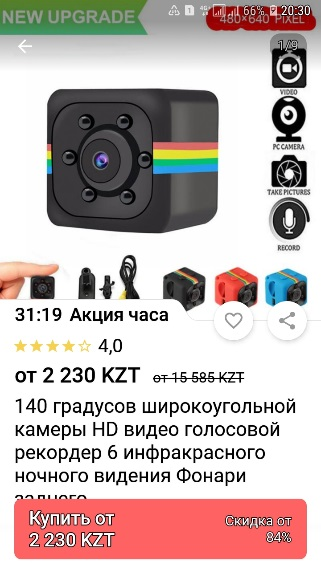 NEW UPGRADE
66% 20:30
480×640 PIXEL
1/9
VIDEO
PC CAMERA
TAKE PICTURES
RECORD
31:19 Акция часа
4,0
от 2 230 KZT от 15 585 KZT
140 градусов широкоугольной
камеры HD видео голосовой
рекордер 6 инфракрасного
ночного видения Фонари
заднего
Купить от
2 230 KZT
Скидка от
84%